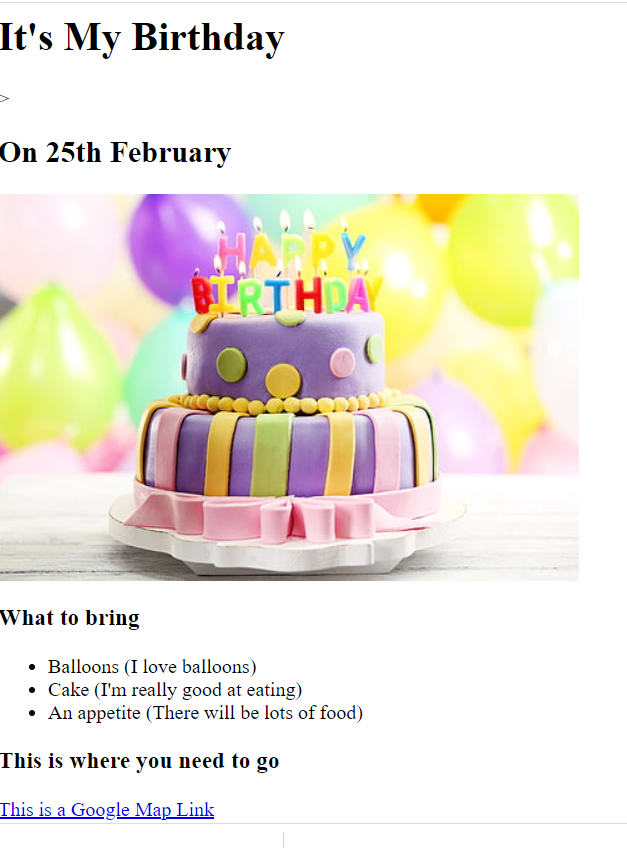 It's My Birthday
>
On 25th February
HAPPY
BIRTHDAY
What to bring
Balloons (I love balloons)
Cake (I'm really good at eating)
An appetite (There will be lots of food)
This is where you need to go
This is a Google Map Link